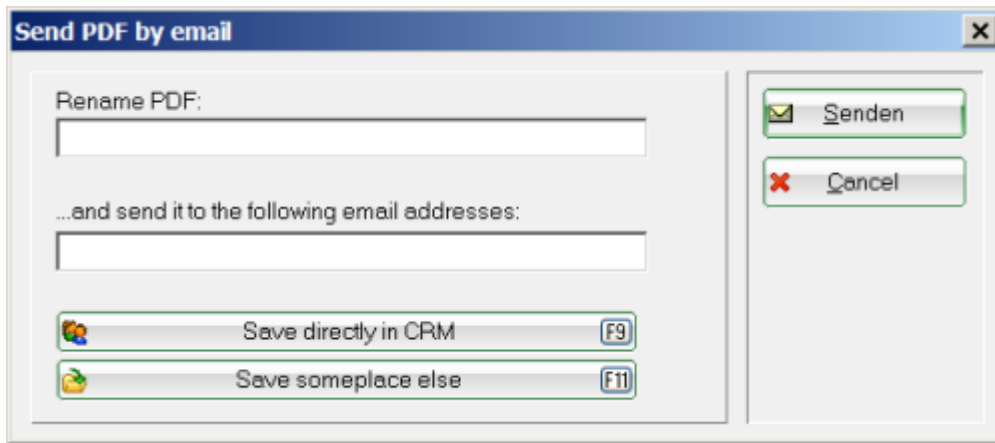 Send PDF by email
Rename PDF:
Senden
Cancel
...and send it to the following email addresses:
Save directly in CRM F9
Save someplace else F11